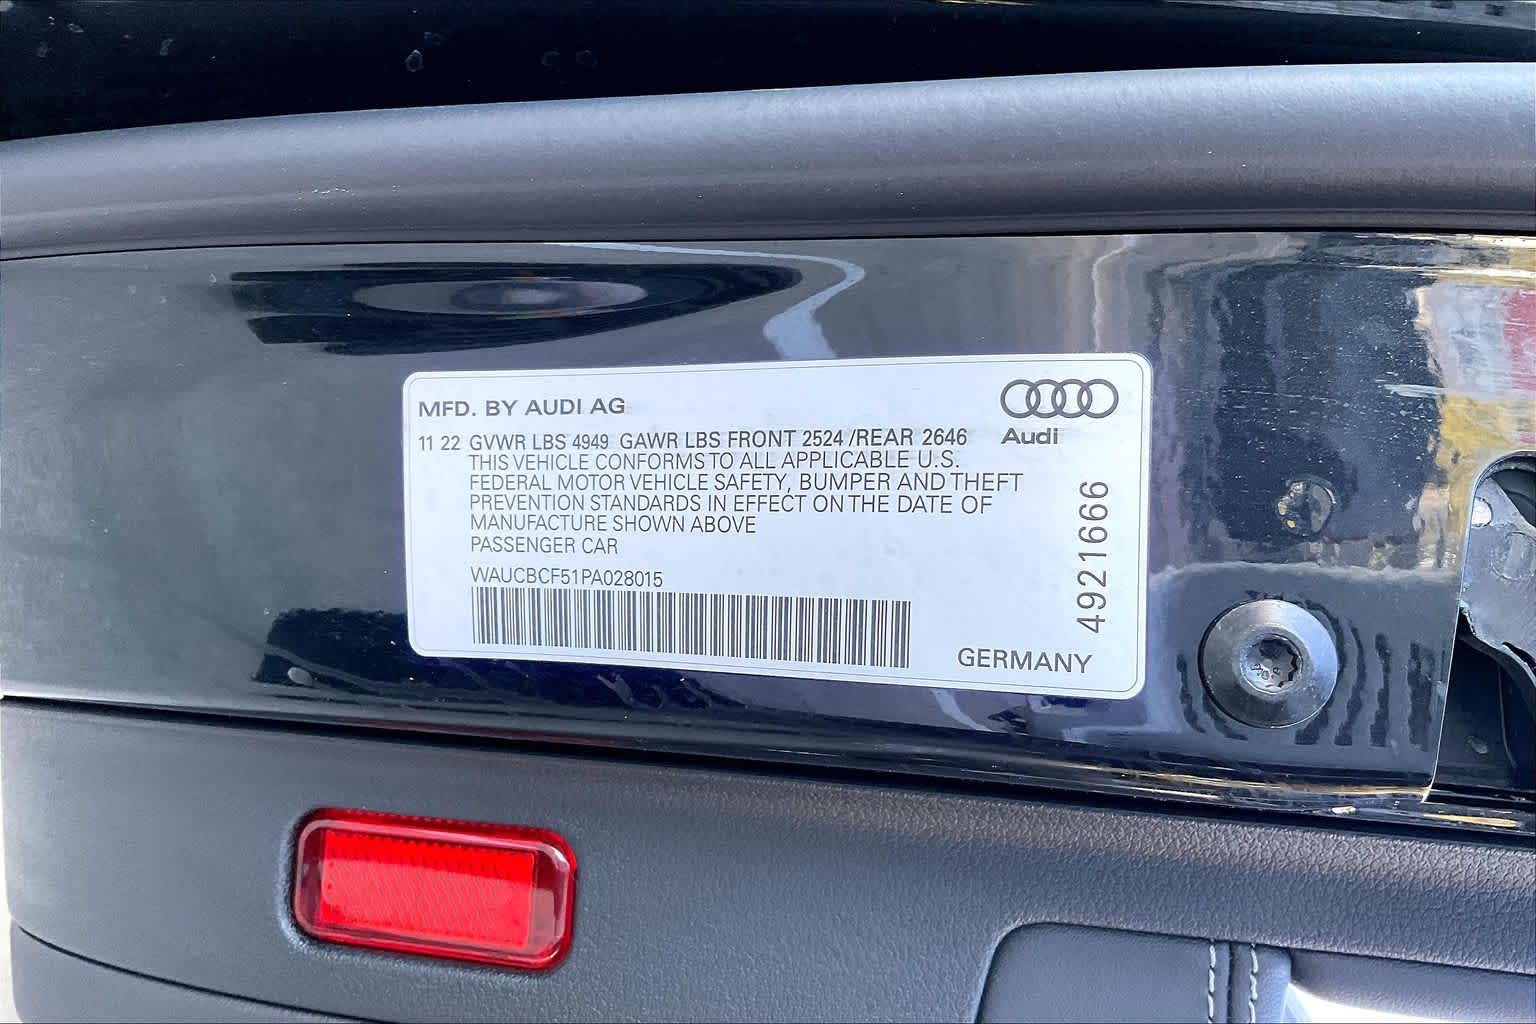 MFD. BY AUDI AG
Audi
11 22 GVWR LBS 4949 GAWR LBS FRONT 2524 /REAR 2646
THIS VEHICLE CONFORMS TO ALL APPLICABLE U.S.
FEDERAL MOTOR VEHICLE SAFETY, BUMPER AND THEFT
PREVENTION STANDARDS IN EFFECT ON THE DATE OF
MANUFACTURE SHOWN ABOVE
PASSENGER CAR
WAUCBCF51PA028015
4921666
GERMANY